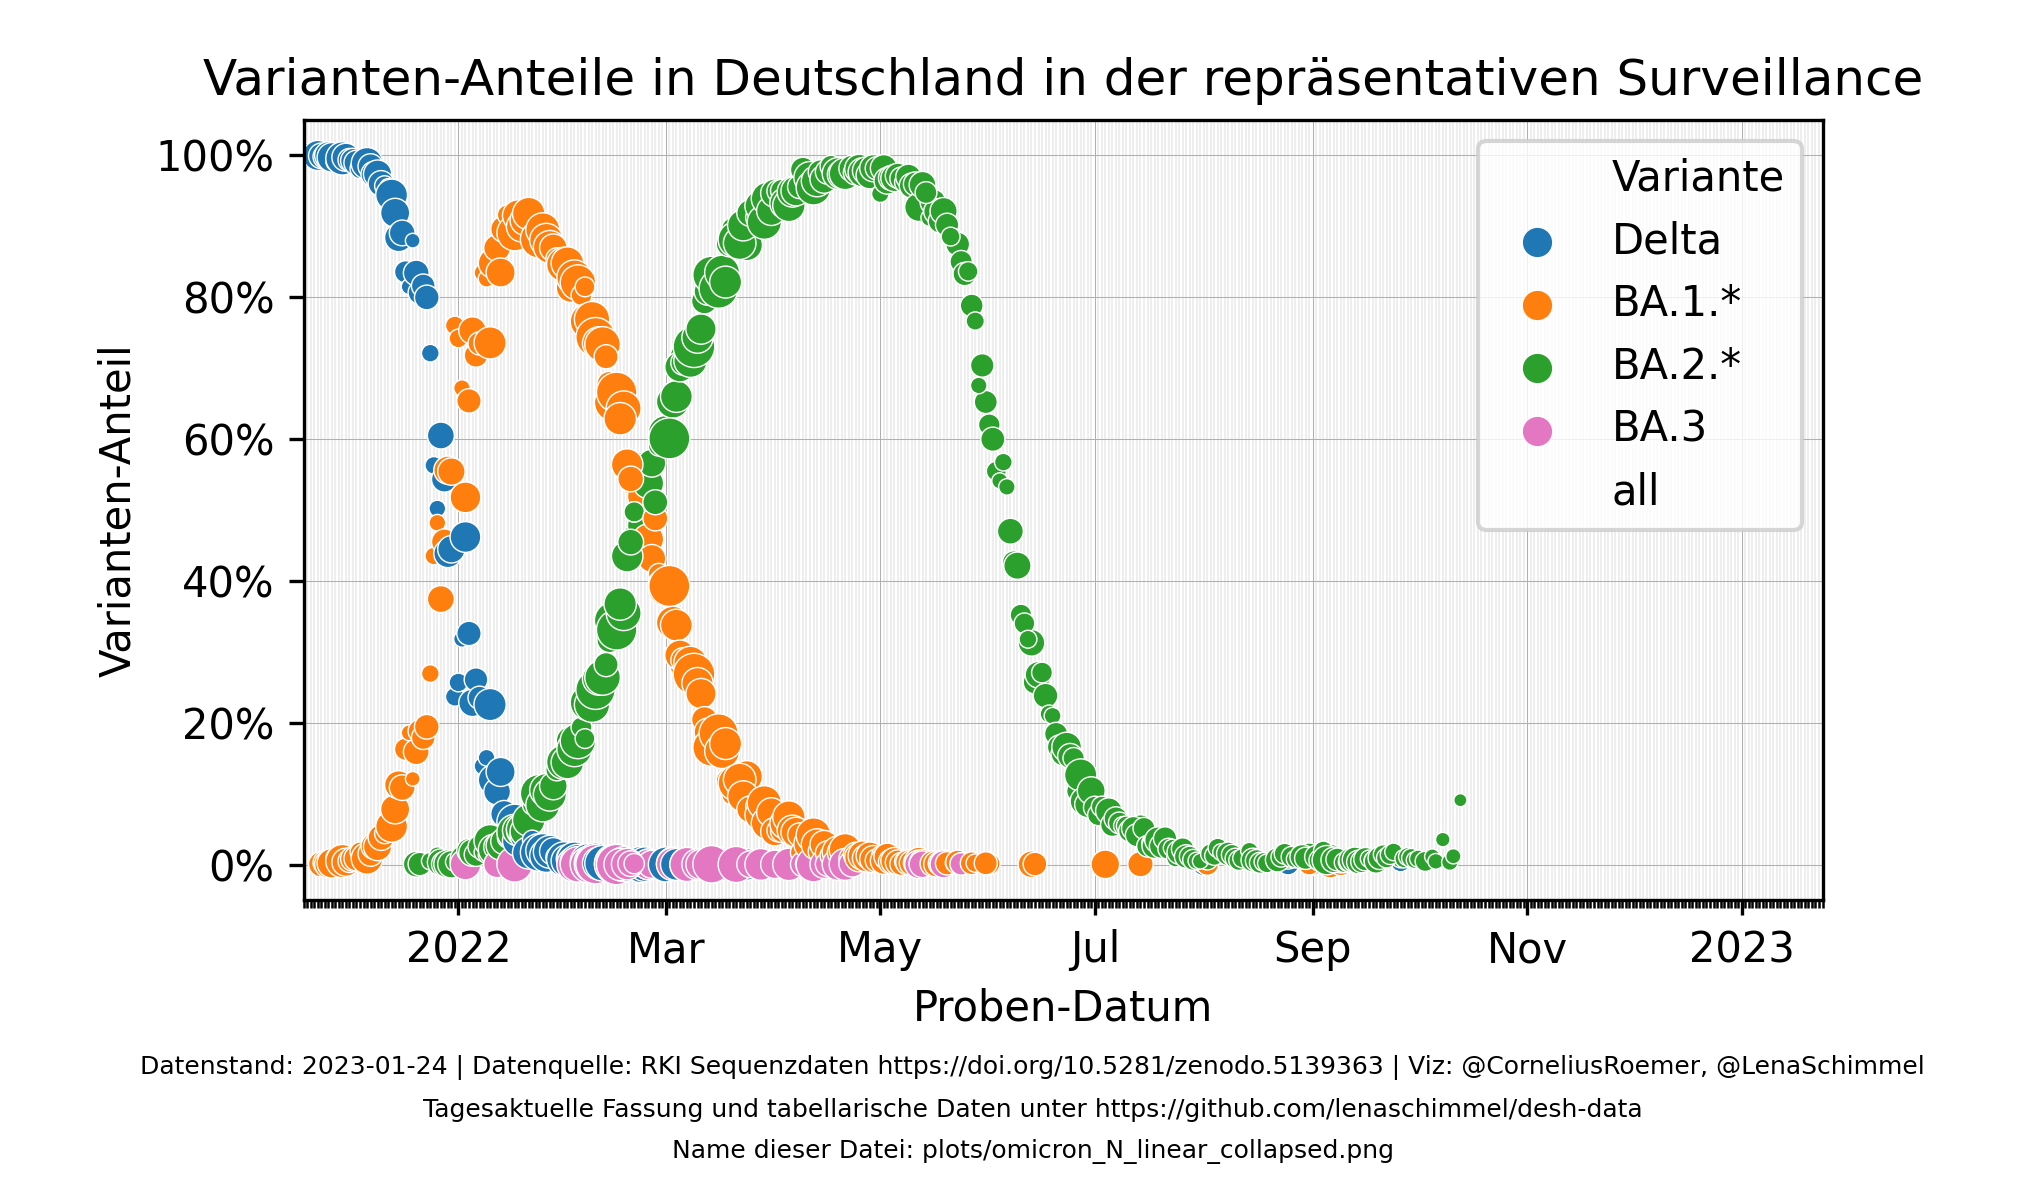 Varianten-Anteile in Deutschland in der repräsentativen Surveillance
Varianten-Anteil
100%
80%
60%
40%
20%
0%
Variante
Delta
BA.1.*
BA.2.*
BA.3
all
2022 Mar May Jul Sep Nov 2023
Proben-Datum
Datenstand: 2023-01-24 | Datenquelle: RKI Sequenzdaten https://doi.org/10.5281/zenodo.5139363 | Viz: @CorneliusRoemer, @LenaSchimmel
Tagesaktuelle Fassung und tabellarische Daten unter https://github.com/lenaschimmel/desh-data
Name dieser Datei: plots/omicron_N_linear_collapsed.png